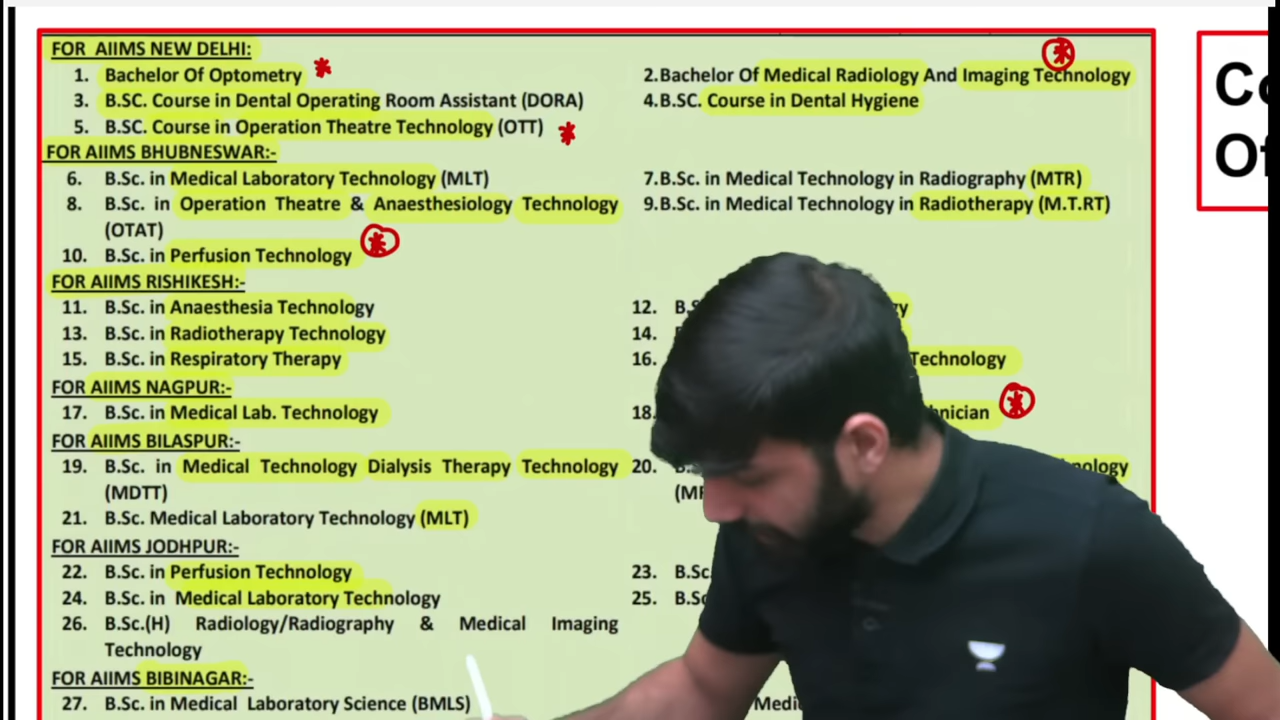 FOR AIIMS NEW DELHI:
1. Bachelor Of Optometry
2.Bachelor Of Medical Radiology And Imaging Technology
3. B.SC. Course in Dental Operating Room Assistant (DORA)
4.B.SC. Course in Dental Hygiene
5. B.SC. Course in Operation Theatre Technology (OTT)
FOR AIIMS BHUBNESWAR:-
6. B.Sc. in Medical Laboratory Technology (MLT)
7.B.Sc. in Medical Technology in Radiography (MTR)
8. B.Sc. in Operation Theatre & Anaesthesiology Technology
(OTAT)
9.B.Sc. in Medical Technology in Radiotherapy (M.T.RT)
10. B.Sc. in Perfusion Technology
FOR AIIMS RISHIKESH:-
11. B.Sc. in Anaesthesia Technology
12.
13. B.Sc. in Radiotherapy Technology
14.
15. B.Sc. in Respiratory Therapy
16. Technology
FOR AIIMS NAGPUR:-
17. B.Sc. in Medical Lab. Technology
18.
FOR AIIMS BILASPUR:-
19. B.Sc. in Medical Technology Dialysis Therapy Technology
(MDTT)
20.
21. B.Sc. Medical Laboratory Technology (MLT)
FOR AIIMS JODHPUR:-
22. B.Sc. in Perfusion Technology
23. B.Sc.
24. B.Sc. in Medical Laboratory Technology
25.
26. B.Sc.(H) Radiology/Radiography & Medical Imaging
Technology
FOR AIIMS BIBINAGAR:-
27. B.Sc. in Medical Laboratory Science (BMLS)